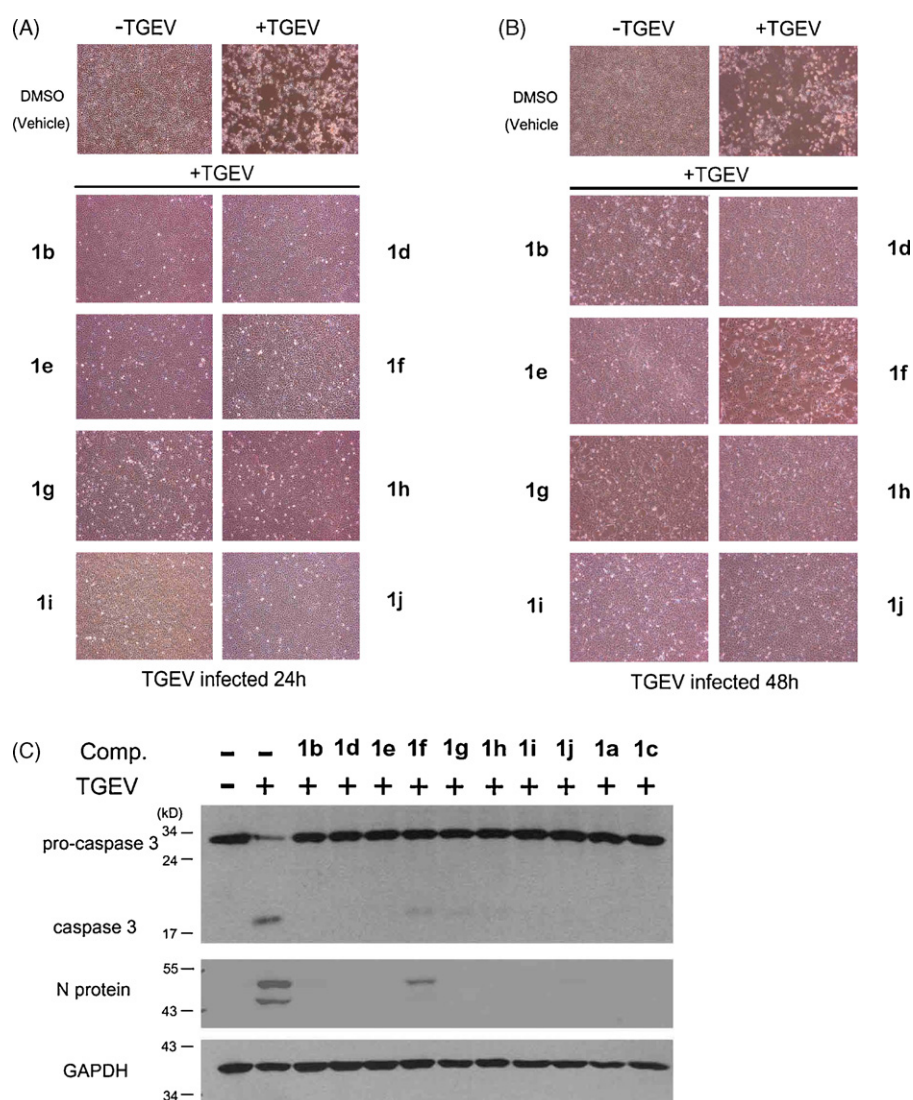 (A)
-TGEV +TGEV
DMSO
(Vehicle)
+TGEV
1b 1d
1e 1f
1g 1h
1i 1j
TGEV infected 24h
(B)
-TGEV +TGEV
DMSO
(Vehicle
+TGEV
1b 1d
1e 1f
1g 1h
1i 1j
TGEV infected 48h
(C) Comp. - - 1b 1d 1e 1f 1g 1h 1i 1j 1a 1c
TGEV - + + + + + + + + + + +
(kD)
pro-caspase 3 34
24
caspase 3 17
55
N protein
43
43
GAPDH
34